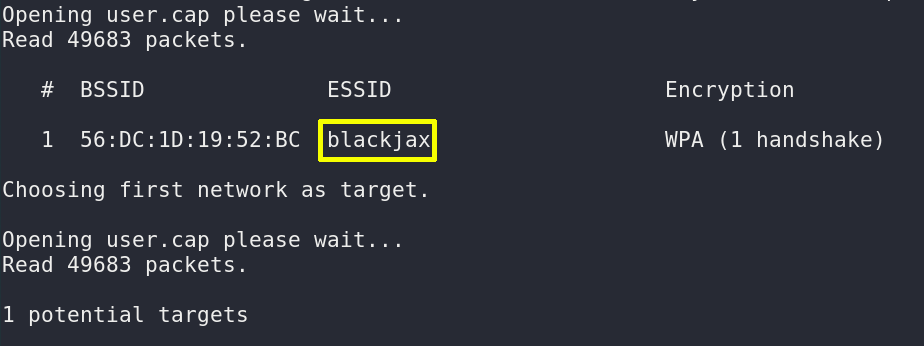 Opening user.cap please wait...
Read 49683 packets.
# BSSID ESSID Encryption
1 56:DC:1D:19:52:BC blackjax WPA (1 handshake)
Choosing first network as target.
Opening user.cap please wait...
Read 49683 packets.
1 potential targets